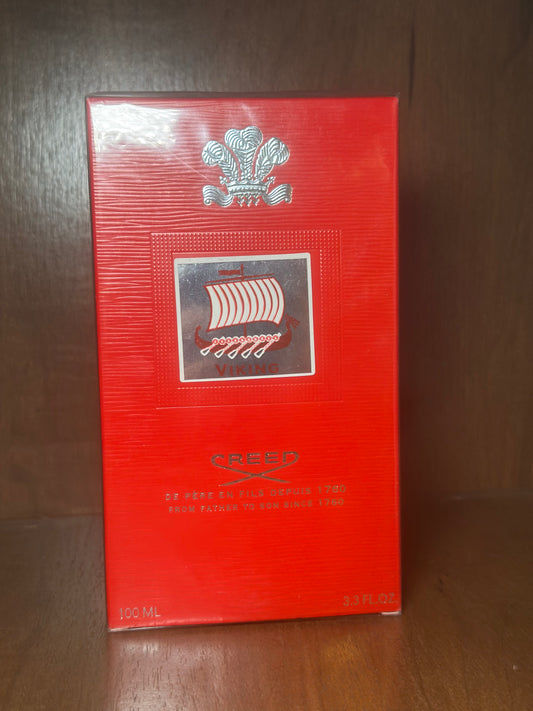 VIKING
CREED
DE PÈRE EN FILS DEPUIS 1760
FROM FATHER TO SON SINCE 1760
100 ML
3.3 FL.OZ.